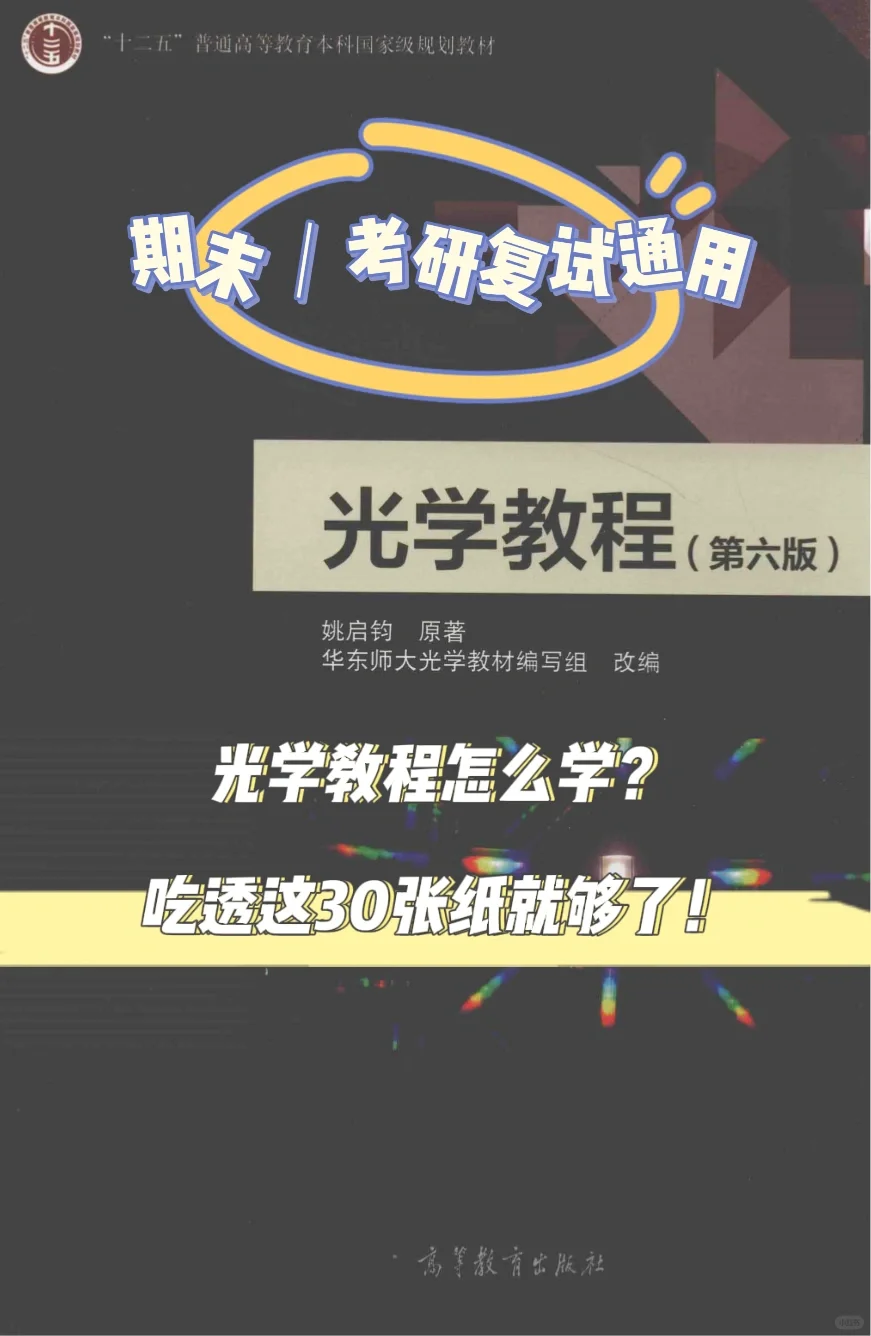 “十二五”普通高等教育本科国家级规划教材
期末｜考研复试通用
光学教程（第六版）
姚启钧 原著
华东师大光学教材编写组 改编
光学教程怎么学？
吃透这30张纸就够了！
高等教育出版社